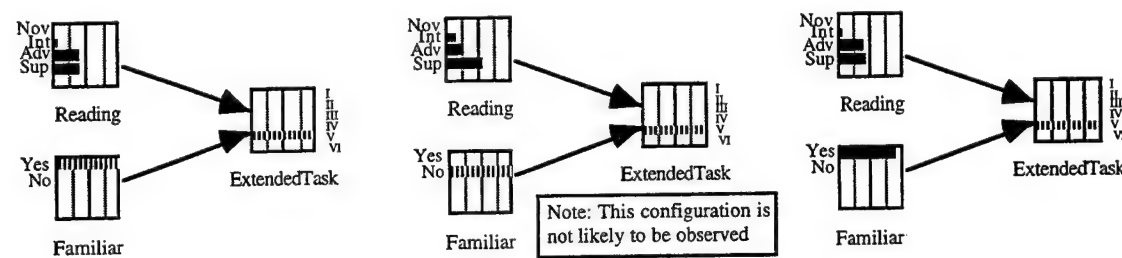 Nov
Int
Adv
Sup
Reading
Yes
No
Familiar
I
II
III
IV
V
VI
ExtendedTask
Nov
Int
Adv
Sup
Reading
Yes
No
Familiar
I
II
III
IV
V
VI
ExtendedTask
Note: This configuration is
not likely to be observed
Nov
Int
Adv
Sup
Reading
Yes
No
Familiar
I
II
III
IV
V
VI
ExtendedTask